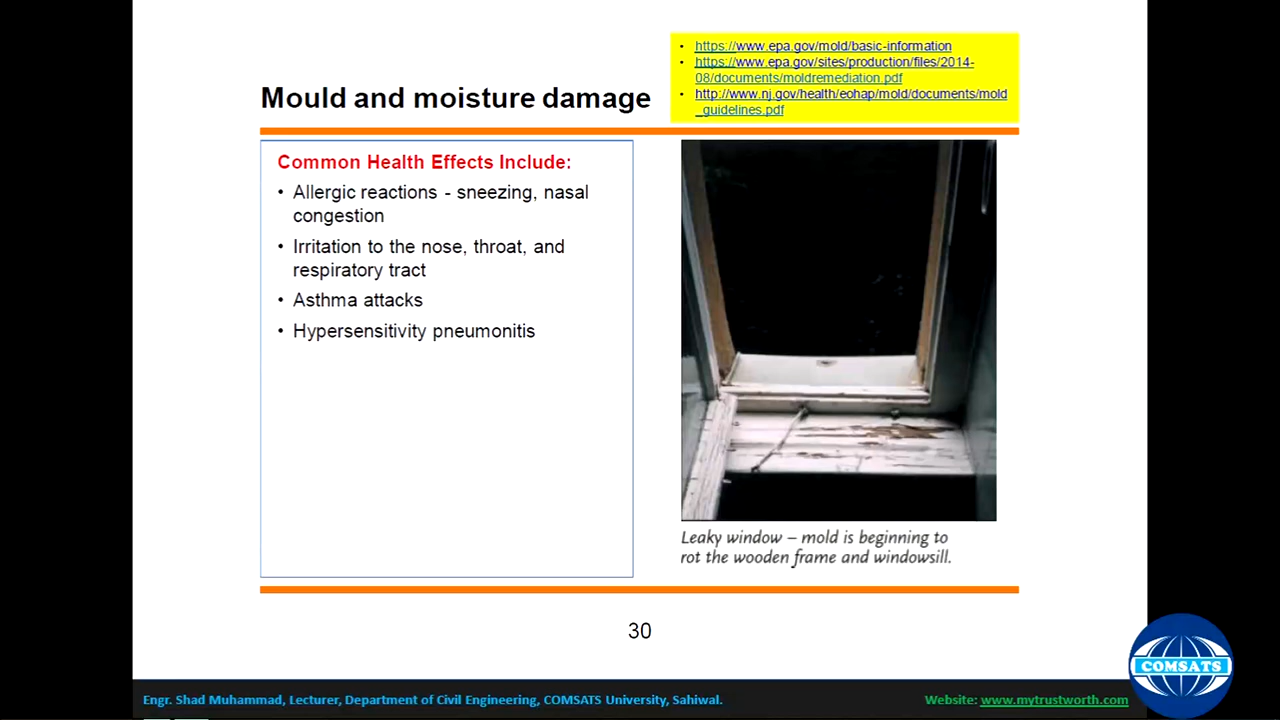 Mould and moisture damage
• https://www.epa.gov/mold/basic-information
• https://www.epa.gov/sites/production/files/2014-
08/documents/moldremediation.pdf
• http://www.nj.gov/health/eohap/mold/documents/mold
_guidelines.pdf
Common Health Effects Include:
• Allergic reactions - sneezing, nasal
congestion
• Irritation to the nose, throat, and
respiratory tract
• Asthma attacks
• Hypersensitivity pneumonitis
Leaky window – mold is beginning to
rot the wooden frame and windowsill.
30
COMSATS
Engr. Shad Muhammad, Lecturer, Department of Civil Engineering, COMSATS University, Sahiwal.
Website: www.mytrustworth.com